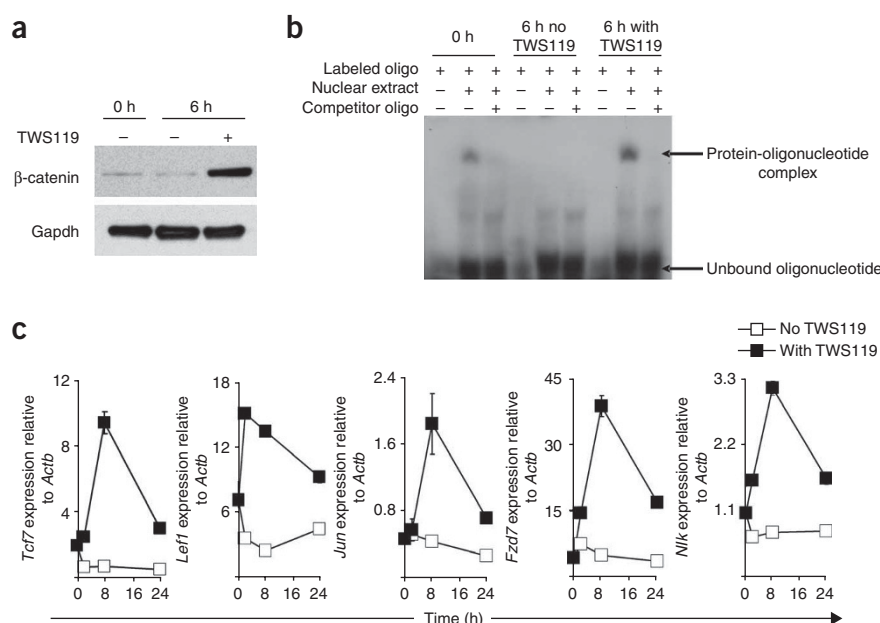 a
0 h 6 h
TWS119 – – +
β-catenin
Gapdh
b
0 h 6 h no TWS119 6 h with TWS119
Labeled oligo + + + + + + + + +
Nuclear extract – + + – + + – + +
Competitor oligo – – + – – + – – +
Protein-oligonucleotide
complex
Unbound oligonucleotide
c
No TWS119
With TWS119
Tcf7 expression relative
to Actb
12
8
4
0 8 16 24
Lef1 expression relative
to Actb
18
12
6
0 8 16 24
Jun expression relative
to Actb
2.4
1.6
0.8
0 8 16 24
Fzd7 expression relative
to Actb
45
30
15
0 8 16 24
Nlk expression relative
to Actb
3.3
2.2
1.1
0 8 16 24
Time (h)